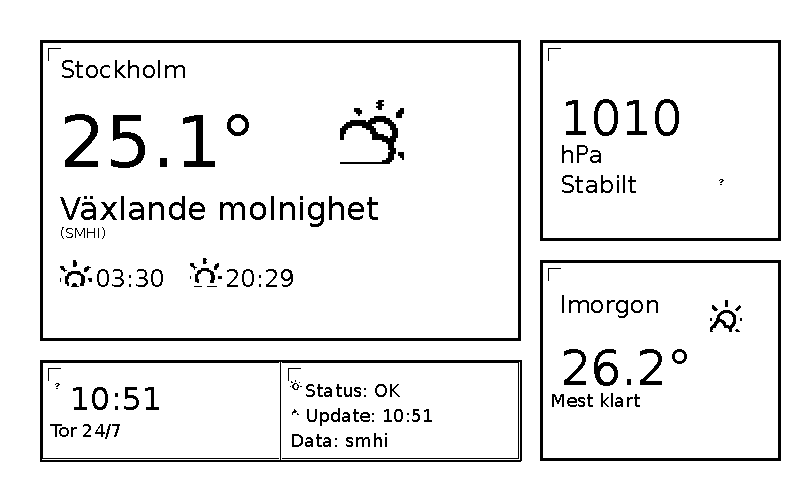 Stockholm
25.1°
Växlande molnighet
(SMHI)
03:30 20:29
1010
hPa
Stabilt ?
Imorgon
26.2°
Mest klart
? 10:51
Tor 24/7
Status: OK
Update: 10:51
Data: smhi